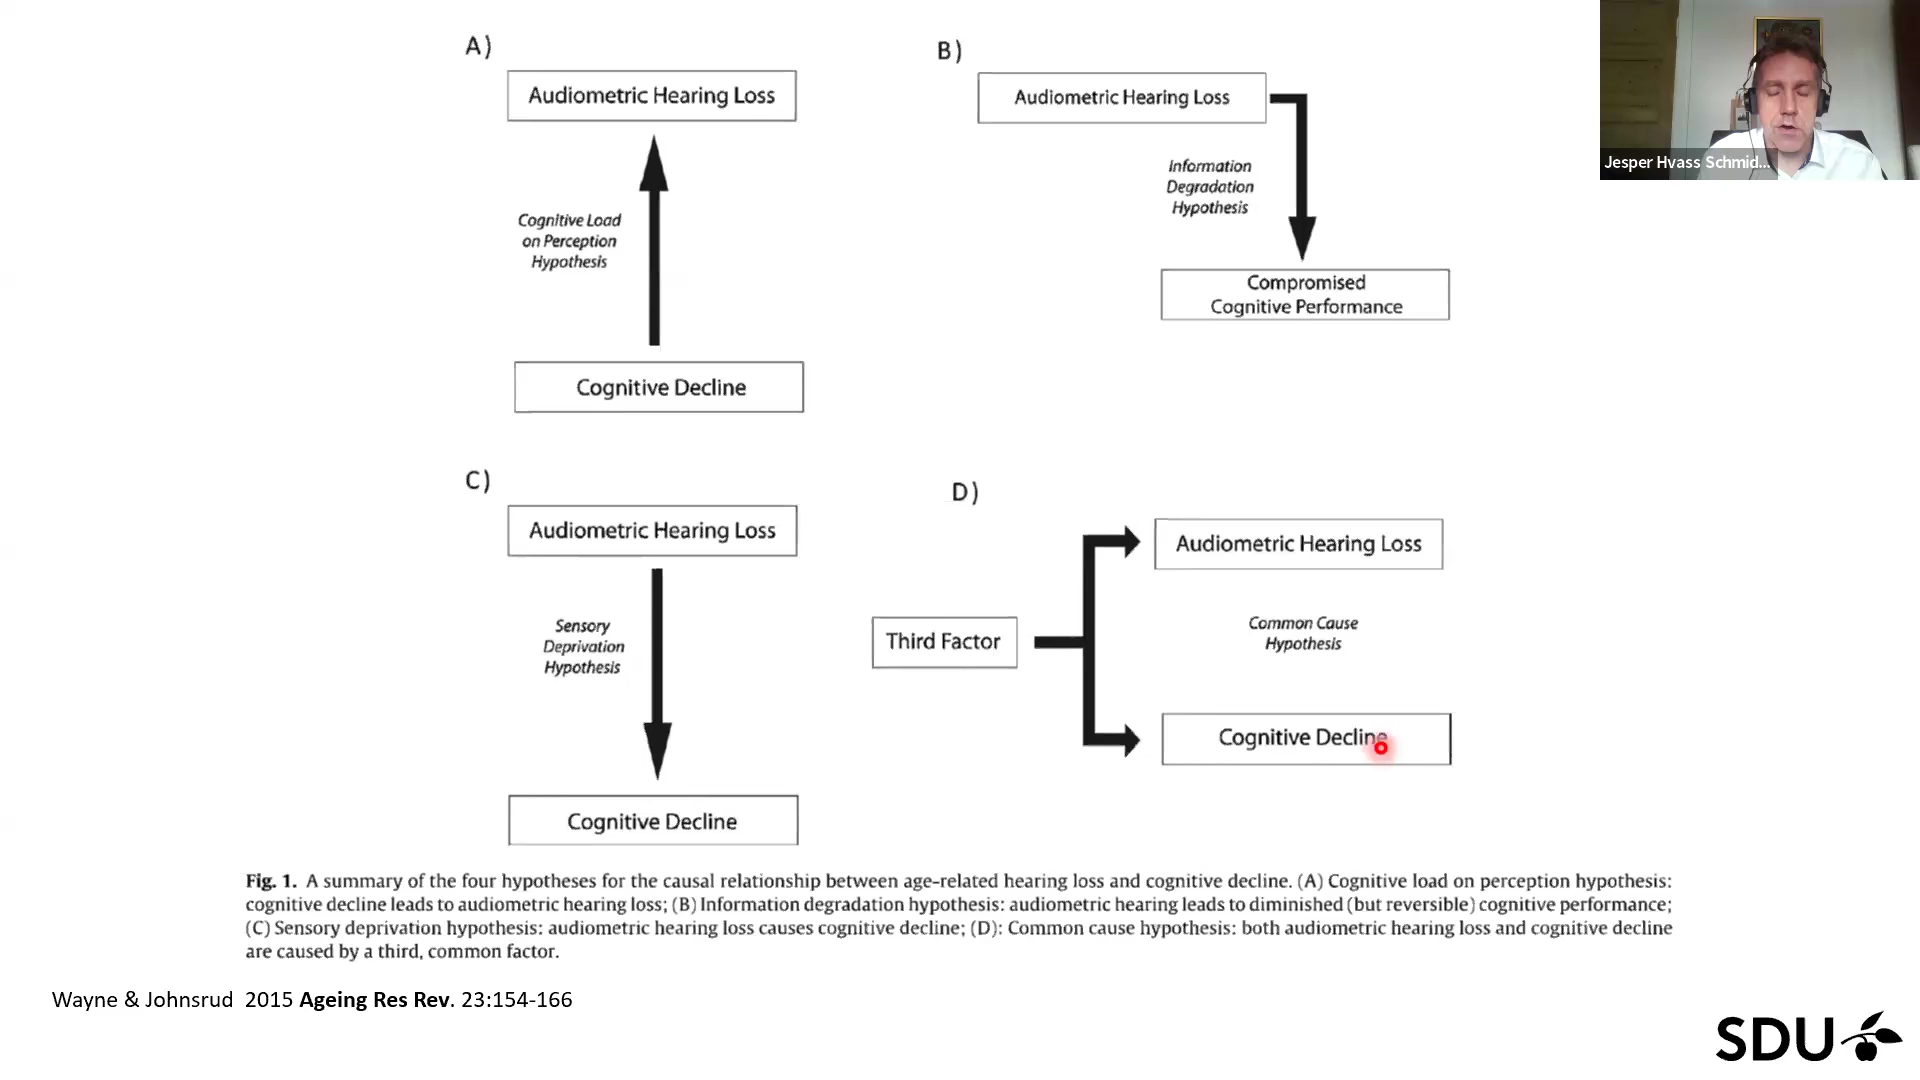 A)
Audiometric Hearing Loss
Cognitive Load
on Perception
Hypothesis
Cognitive Decline
B)
Audiometric Hearing Loss
Information
Degradation
Hypothesis
Compromised
Cognitive Performance
C)
Audiometric Hearing Loss
Sensory
Deprivation
Hypothesis
Cognitive Decline
D)
Third Factor
Audiometric Hearing Loss
Common Cause
Hypothesis
Cognitive Decline
Fig. 1. A summary of the four hypotheses for the causal relationship between age-related hearing loss and cognitive decline. (A) Cognitive load on perception hypothesis:
cognitive decline leads to audiometric hearing loss; (B) Information degradation hypothesis: audiometric hearing leads to diminished (but reversible) cognitive performance;
(C) Sensory deprivation hypothesis: audiometric hearing loss causes cognitive decline; (D): Common cause hypothesis: both audiometric hearing loss and cognitive decline
are caused by a third, common factor.
Wayne & Johnsrud 2015 Ageing Res Rev. 23:154-166
SDU
Jesper Hvass Schmid...